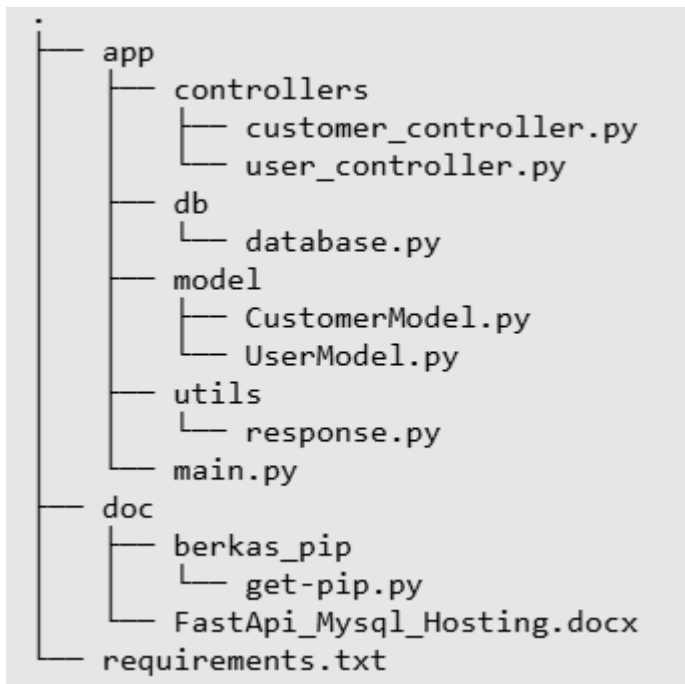 .
├── app
│   ├── controllers
│   │   ├── customer_controller.py
│   │   └── user_controller.py
│   ├── db
│   │   └── database.py
│   ├── model
│   │   ├── CustomerModel.py
│   │   └── UserModel.py
│   ├── utils
│   │   └── response.py
│   └── main.py
├── doc
│   ├── berkas_pip
│   │   └── get-pip.py
│   └── FastApi_Mysql_Hosting.docx
└── requirements.txt